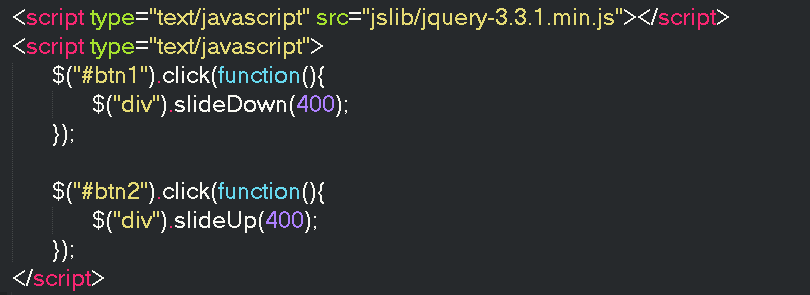 <script type="text/javascript" src="jslib/jquery-3.3.1.min.js"></script>
<script type="text/javascript">
$("#btn1").click(function(){
$("div").slideDown(400);
});
$("#btn2").click(function(){
$("div").slideUp(400);
});
</script>